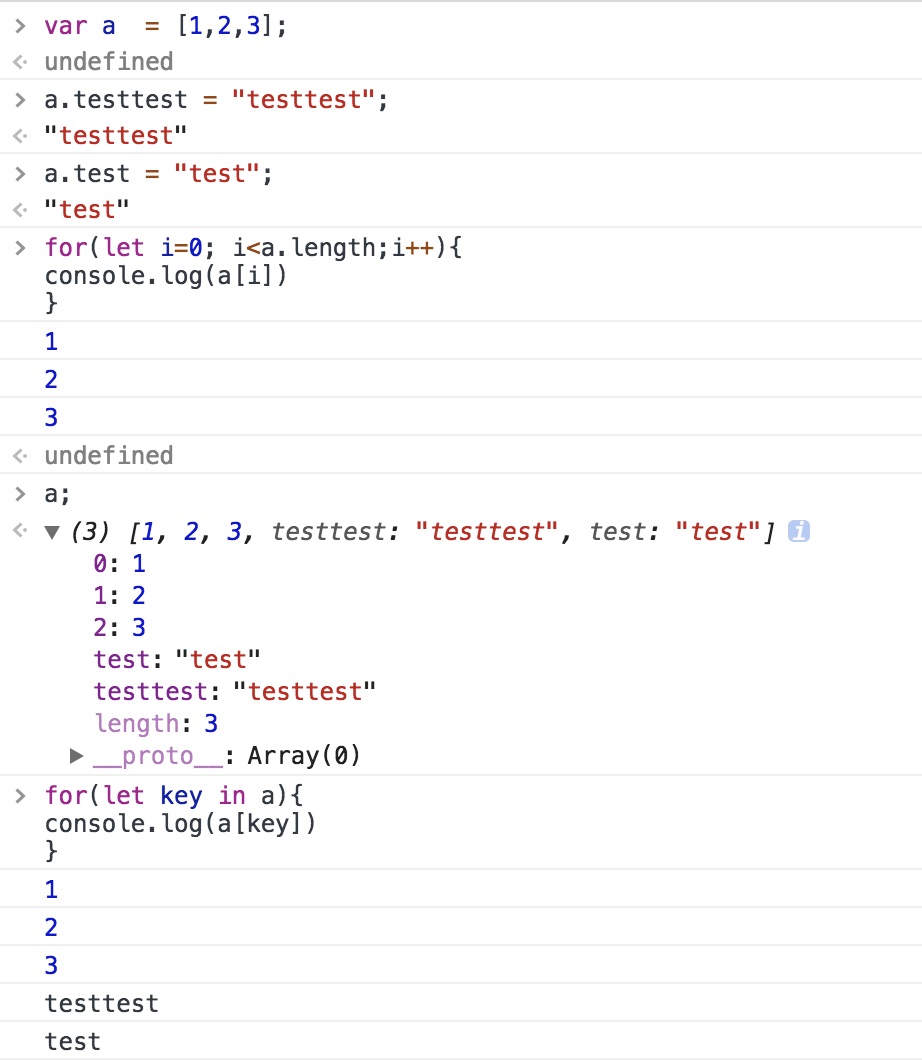 > var a  = [1,2,3];
<· undefined
> a.testtest = "testtest";
<· "testtest"
> a.test = "test";
<· "test"
> for(let i=0; i<a.length;i++){
console.log(a[i])
}
1
2
3
<· undefined
> a;
<· ▼ (3) [1, 2, 3, testtest: "testtest", test: "test"] i
0: 1
1: 2
2: 3
test: "test"
testtest: "testtest"
length: 3
▶ __proto__: Array(0)
> for(let key in a){
console.log(a[key])
}
1
2
3
testtest
test